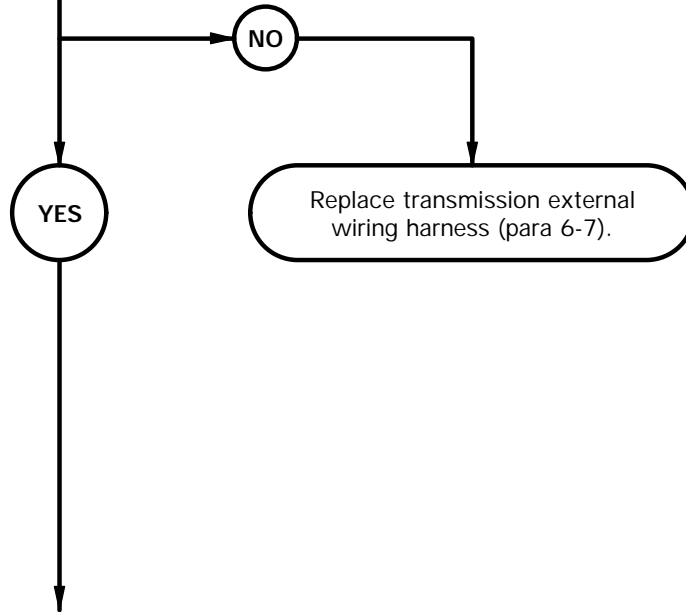 NO
YES
Replace transmission external
wiring harness (para 6-7).